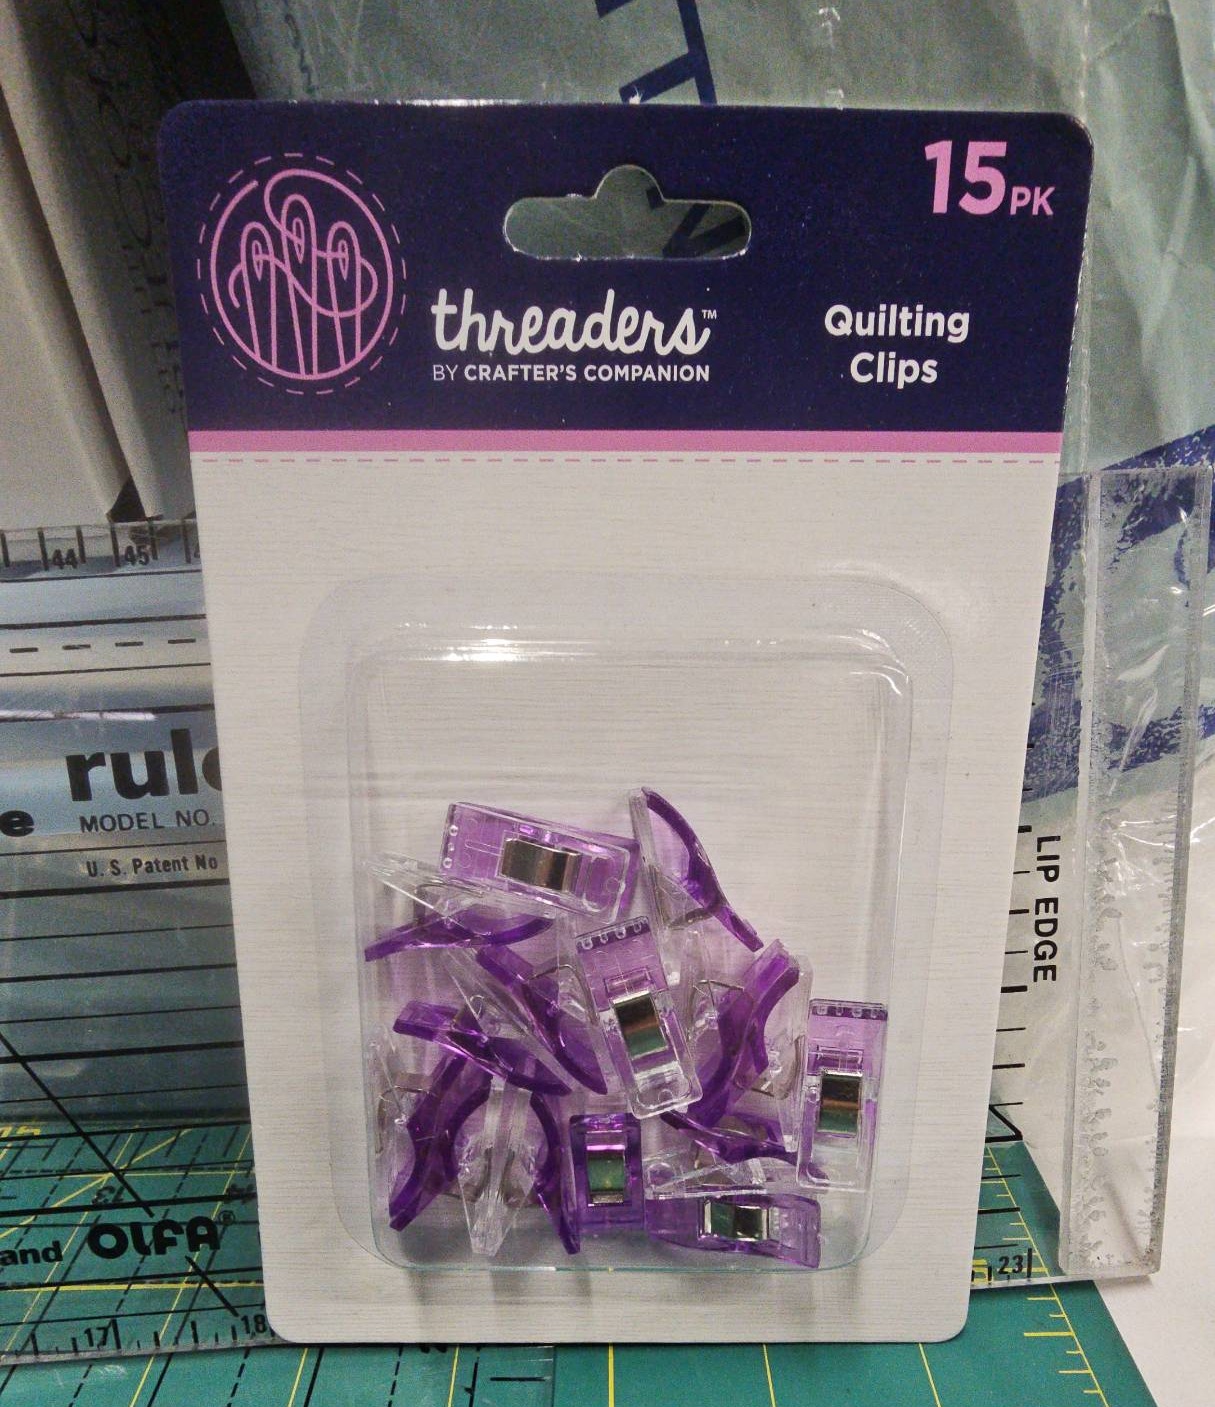 15PK
threaders™
BY CRAFTER'S COMPANION
Quilting
Clips
44
45
rul
MODEL NO.
U. S. Patent No
LIP EDGE
13
and OLFA®
17
18
23